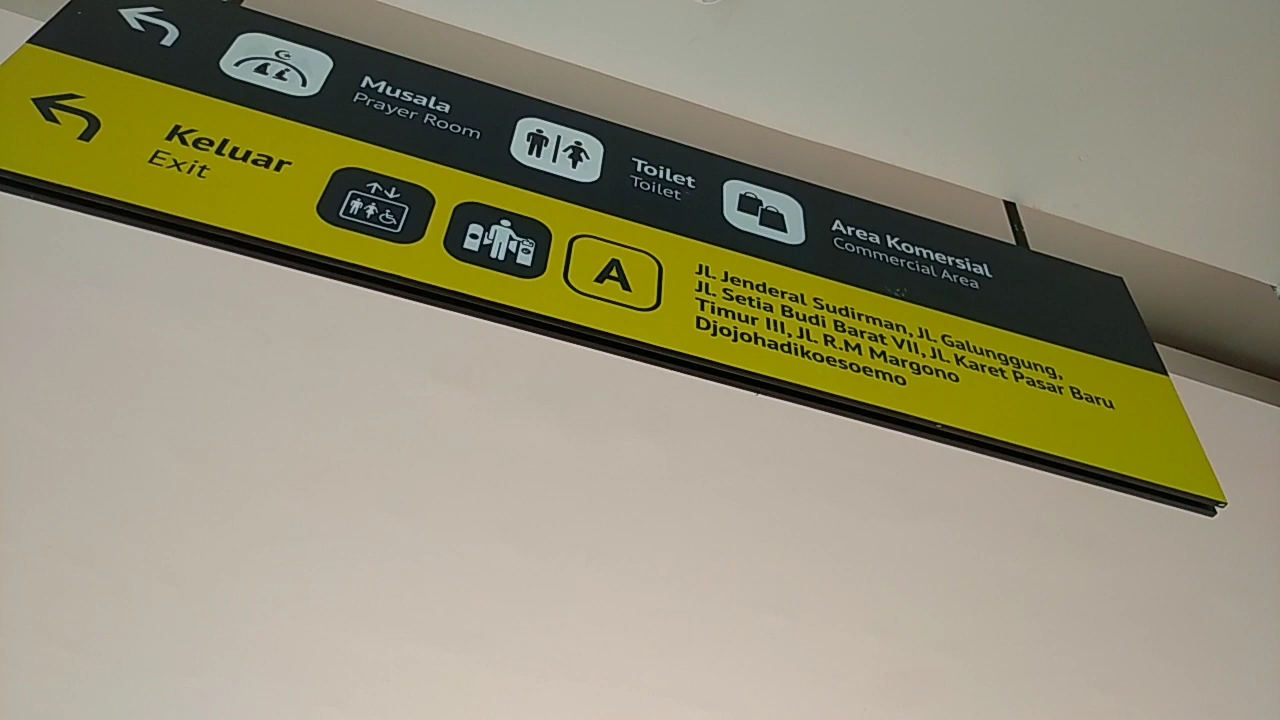 Musala
Prayer Room
Toilet
Toilet
Area Komersial
Commercial Area
Keluar
Exit
A
JL. Jenderal Sudirman, JL. Galunggung,
JL. Setia Budi Barat VII, JL. Karet Pasar Baru
Timur III, JL. R.M Margono
Djojohadikoesoemo